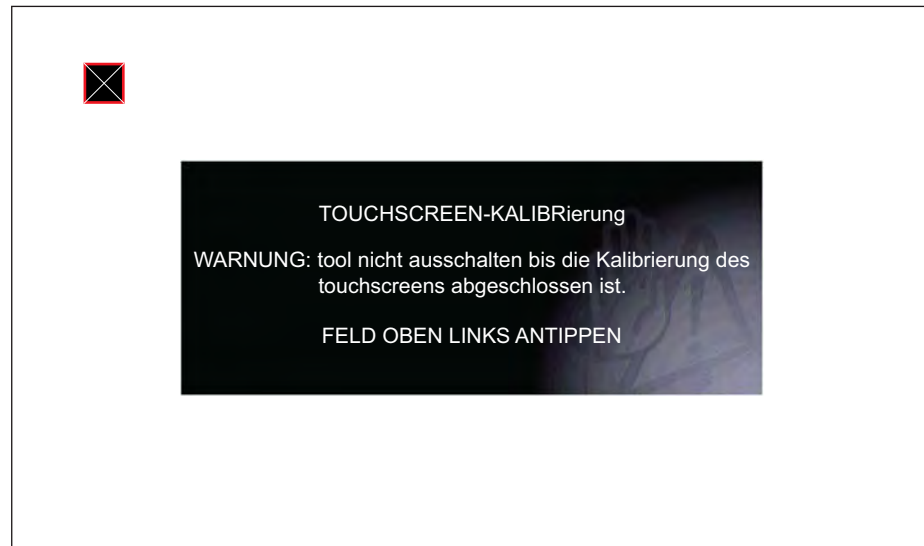 TOUCHSCREEN-KALIBRierung
WARNUNG: tool nicht ausschalten bis die Kalibrierung des
touchscreens abgeschlossen ist.
FELD OBEN LINKS ANTIPPEN